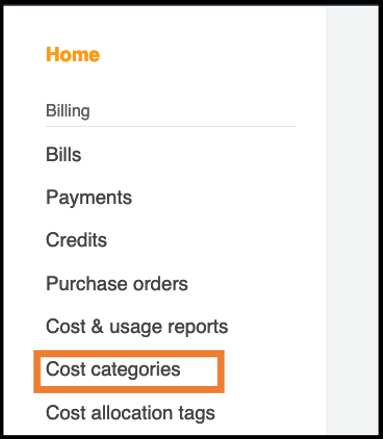 Home
Billing
Bills
Payments
Credits
Purchase orders
Cost & usage reports
Cost categories
Cost allocation tags